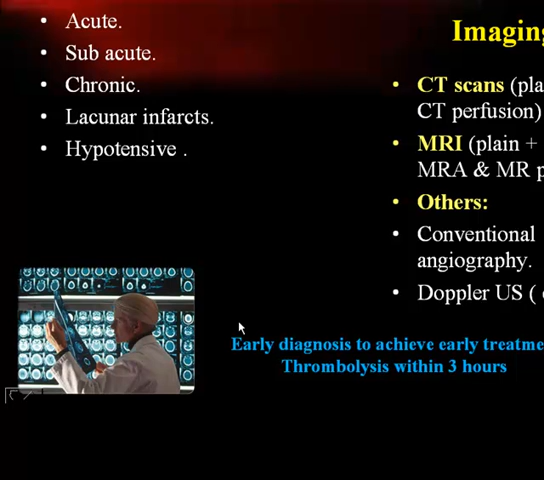 Acute.
Sub acute.
Chronic.
Lacunar infarcts.
Hypotensive .
Imaging
CT scans (pla
CT perfusion)
MRI (plain +
MRA & MR p
Others:
Conventional
angiography.
Doppler US (
Early diagnosis to achieve early treatme
Thrombolysis within 3 hours